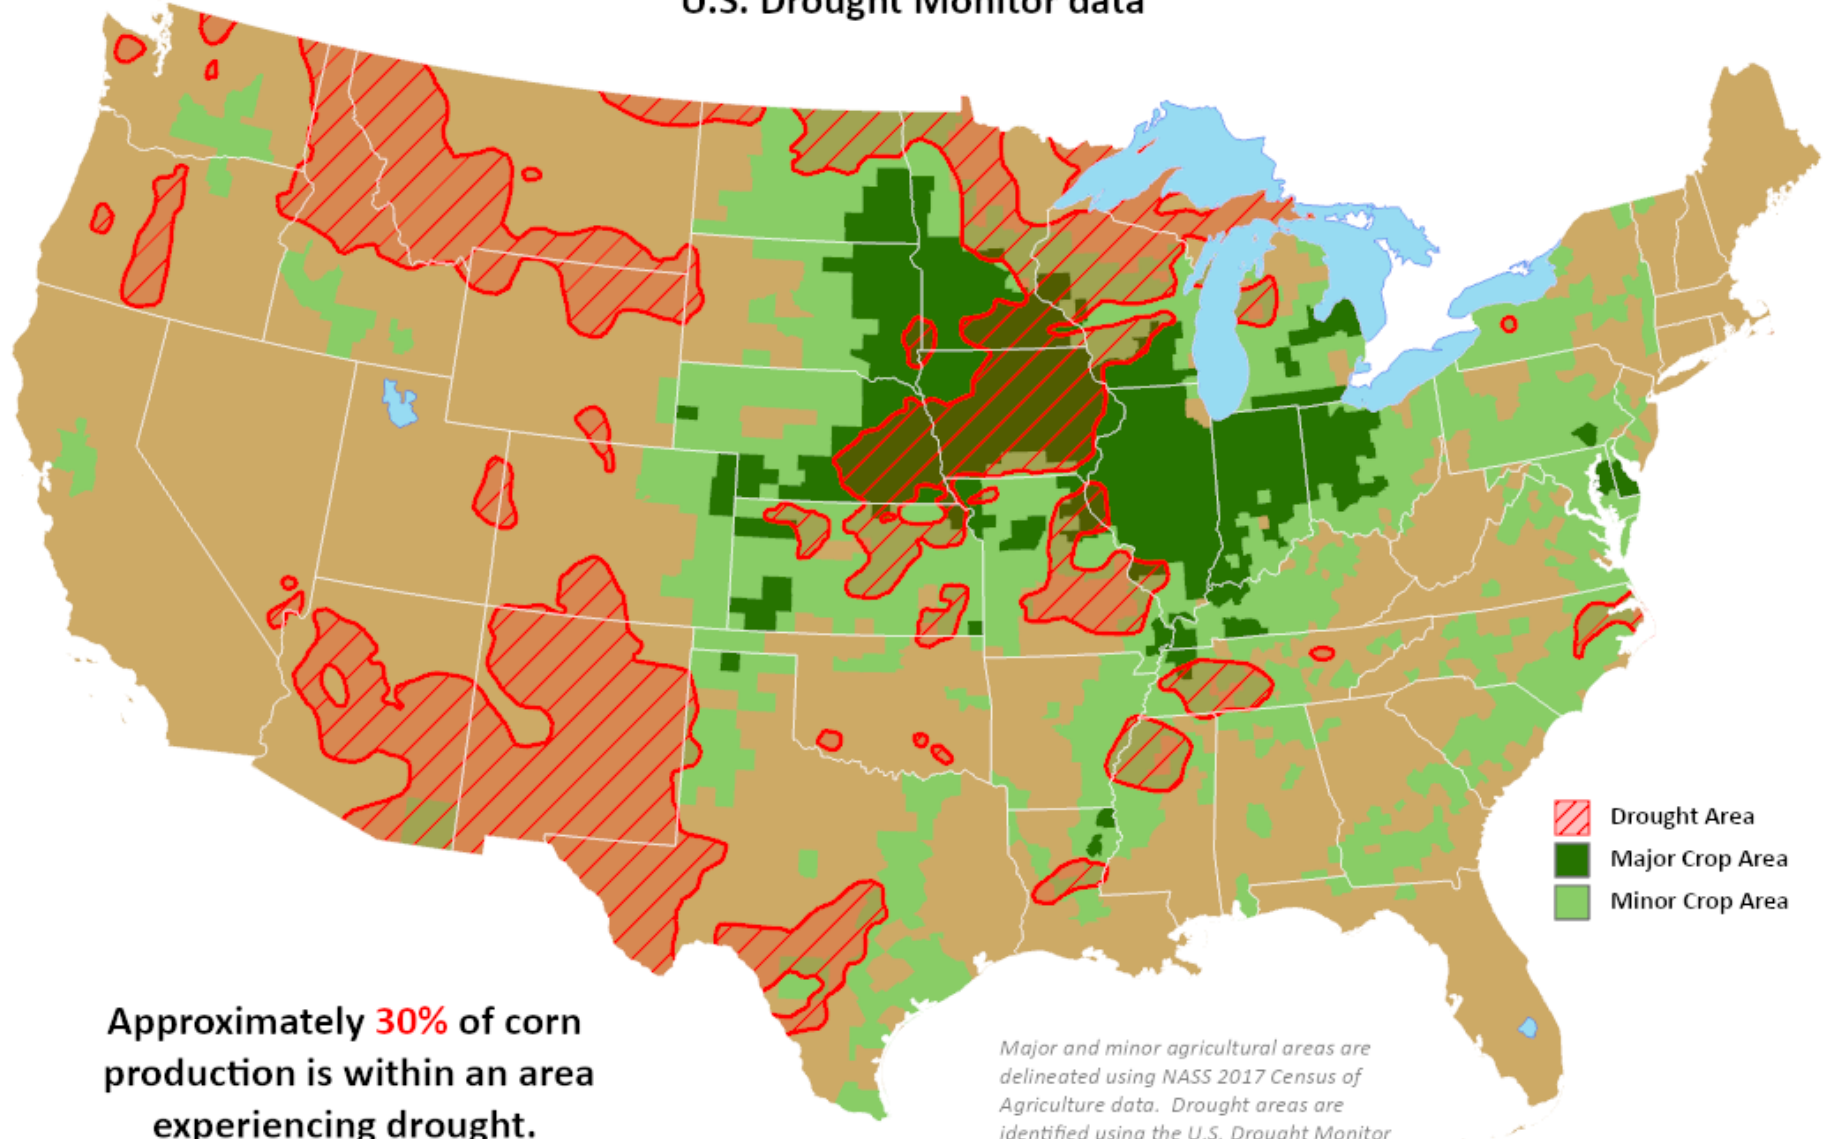 U.S. Drought Monitor data
Drought Area
Major Crop Area
Minor Crop Area
Approximately 30% of corn
production is within an area
experiencing drought.
Major and minor agricultural areas are
delineated using NASS 2017 Census of
Agriculture data. Drought areas are
identified using the U.S. Drought Monitor